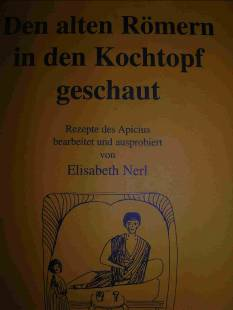 Den alten Römern
in den Kochtopf
geschaut
Rezepte des Apicius
bearbeitet und ausprobiert
von
Elisabeth Nerl